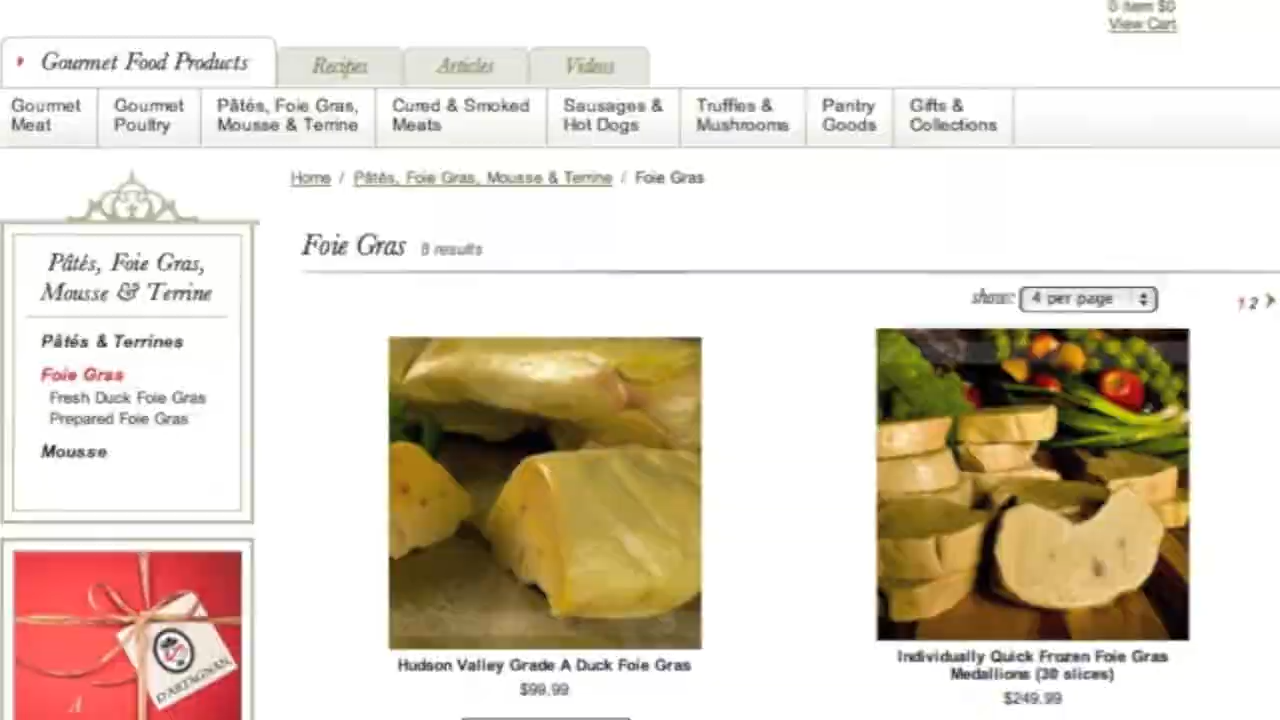 0 item $0
View Cart
Gourmet Food Products
Recipes
Articles
Videos
Gourmet
Meat
Gourmet
Poultry
Pâtés, Foie Gras,
Mousse & Terrine
Cured & Smoked
Meats
Sausages &
Hot Dogs
Truffles &
Mushrooms
Pantry
Goods
Gifts &
Collections
Home / Pâtés, Foie Gras, Mousse & Terrine / Foie Gras
Pâtés, Foie Gras,
Mousse & Terrine
Pâtés & Terrines
Foie Gras
Fresh Duck Foie Gras
Prepared Foie Gras
Mousse
D'ARTAGNAN
A
Foie Gras 8 results
show: 4 per page
1 2
Hudson Valley Grade A Duck Foie Gras
$99.99
Individually Quick Frozen Foie Gras
Medallions (30 slices)
$249.99